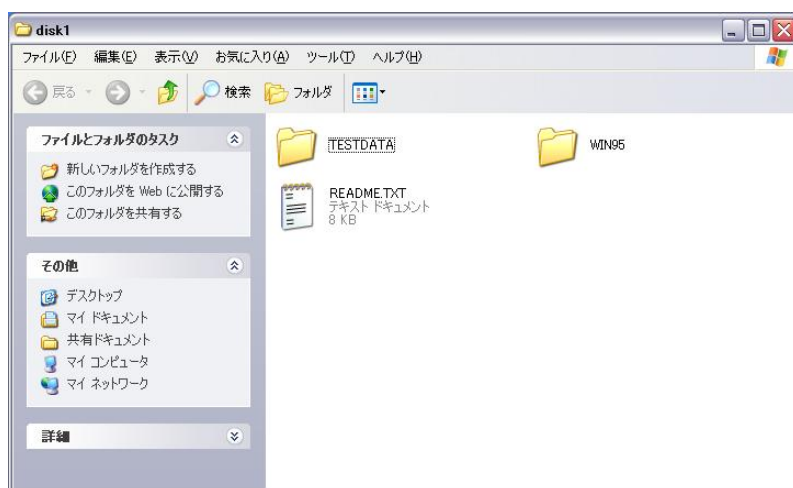 disk1
ファイル(F) 編集(E) 表示(V) お気に入り(A) ツール(T) ヘルプ(H)
戻る 検索 フォルダ
ファイルとフォルダのタスク
新しいフォルダを作成する
このフォルダを Web に公開する
このフォルダを共有する
その他
デスクトップ
マイ ドキュメント
共有ドキュメント
マイ コンピュータ
マイ ネットワーク
詳細
TESTDATA WIN95
README.TXT
テキスト ドキュメント
8 KB